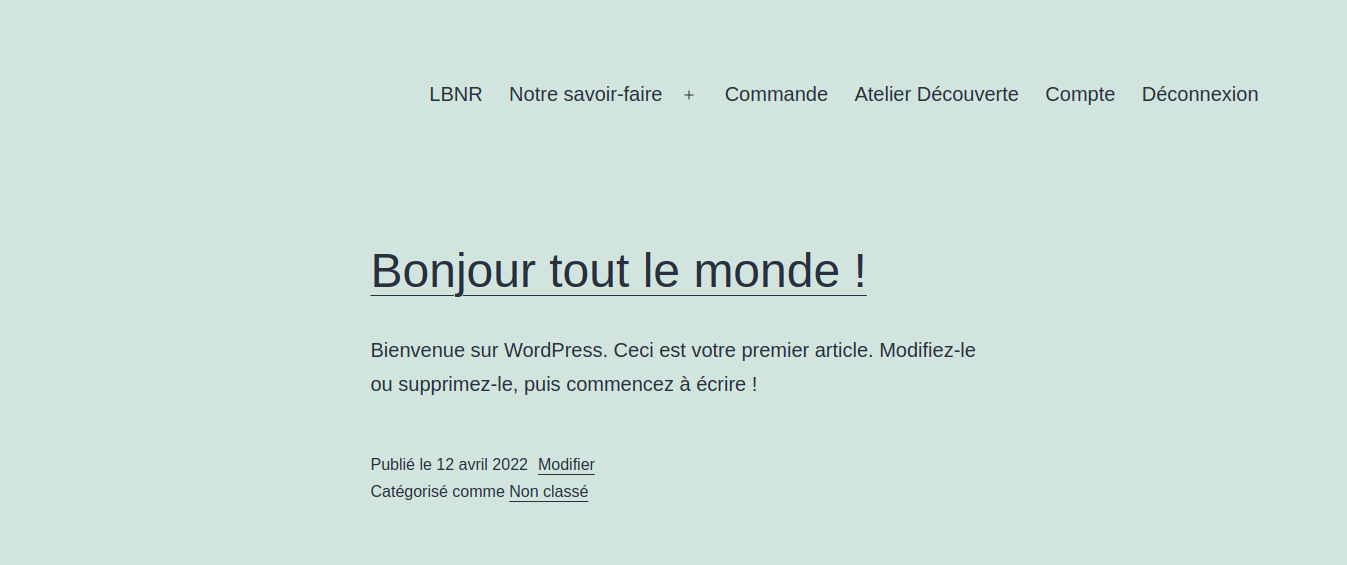 LBNR Notre savoir-faire + Commande Atelier Découverte Compte Déconnexion
Bonjour tout le monde !
Bienvenue sur WordPress. Ceci est votre premier article. Modifiez-le
ou supprimez-le, puis commencez à écrire !
Publié le 12 avril 2022 Modifier
Catégorisé comme Non classé